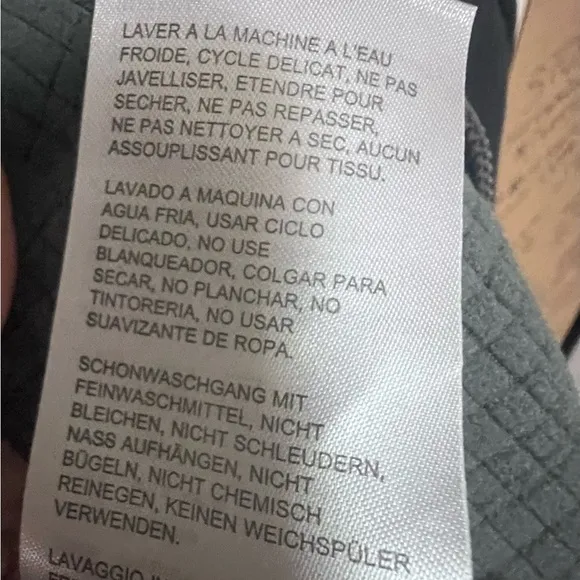 LAVER A LA MACHINE A L'EAU
FROIDE, CYCLE DELICAT, NE PAS
JAVELLISER, ETENDRE POUR
SECHER, NE PAS REPASSER,
NE PAS NETTOYER A SEC, AUCUN
ASSOUPLISSANT POUR TISSU.
LAVADO A MAQUINA CON
AGUA FRIA, USAR CICLO
DELICADO, NO USE
BLANQUEADOR, COLGAR PARA
SECAR, NO PLANCHAR, NO
TINTORERIA, NO USAR
SUAVIZANTE DE ROPA.
SCHONWASCHGANG MIT
FEINWASCHMITTEL, NICHT
BLEICHEN, NICHT SCHLEUDERN,
NASS AUFHÄNGEN, NICHT
BÜGELN, NICHT CHEMISCH
REINEGEN, KEINEN WEICHSPÜLER
VERWENDEN.
LAVAGGIO